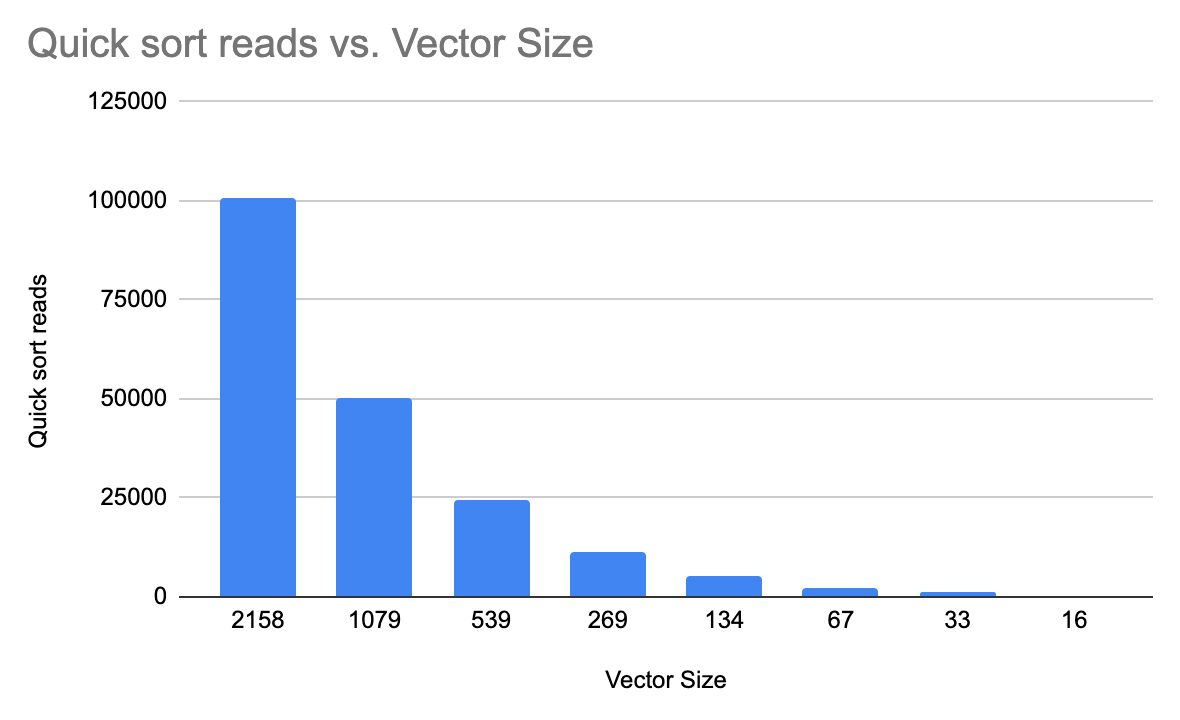 Quick sort reads vs. Vector Size
125000
100000
75000
50000
25000
0
Quick sort reads
2158 1079 539 269 134 67 33 16
Vector Size